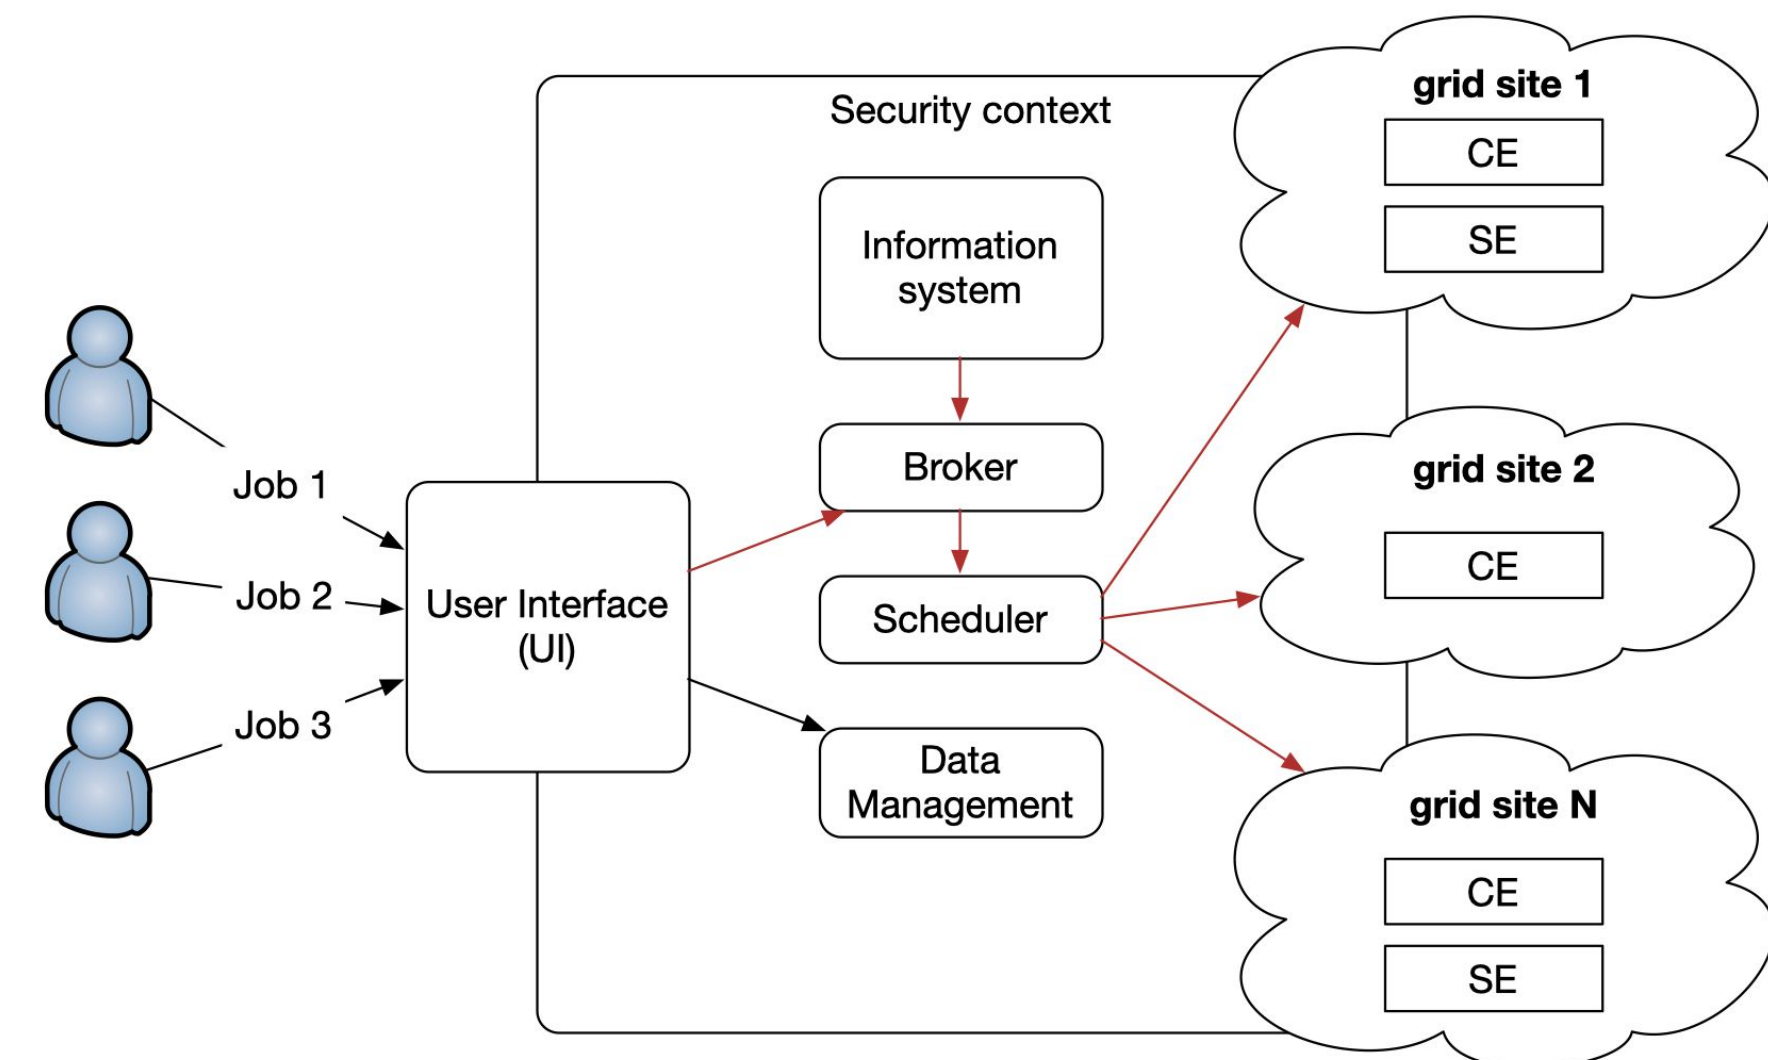 Security context
Information
system
Broker
Scheduler
Data
Management
Job 1
Job 2
Job 3
User Interface
(UI)
grid site 1
CE
SE
grid site 2
CE
grid site N
CE
SE